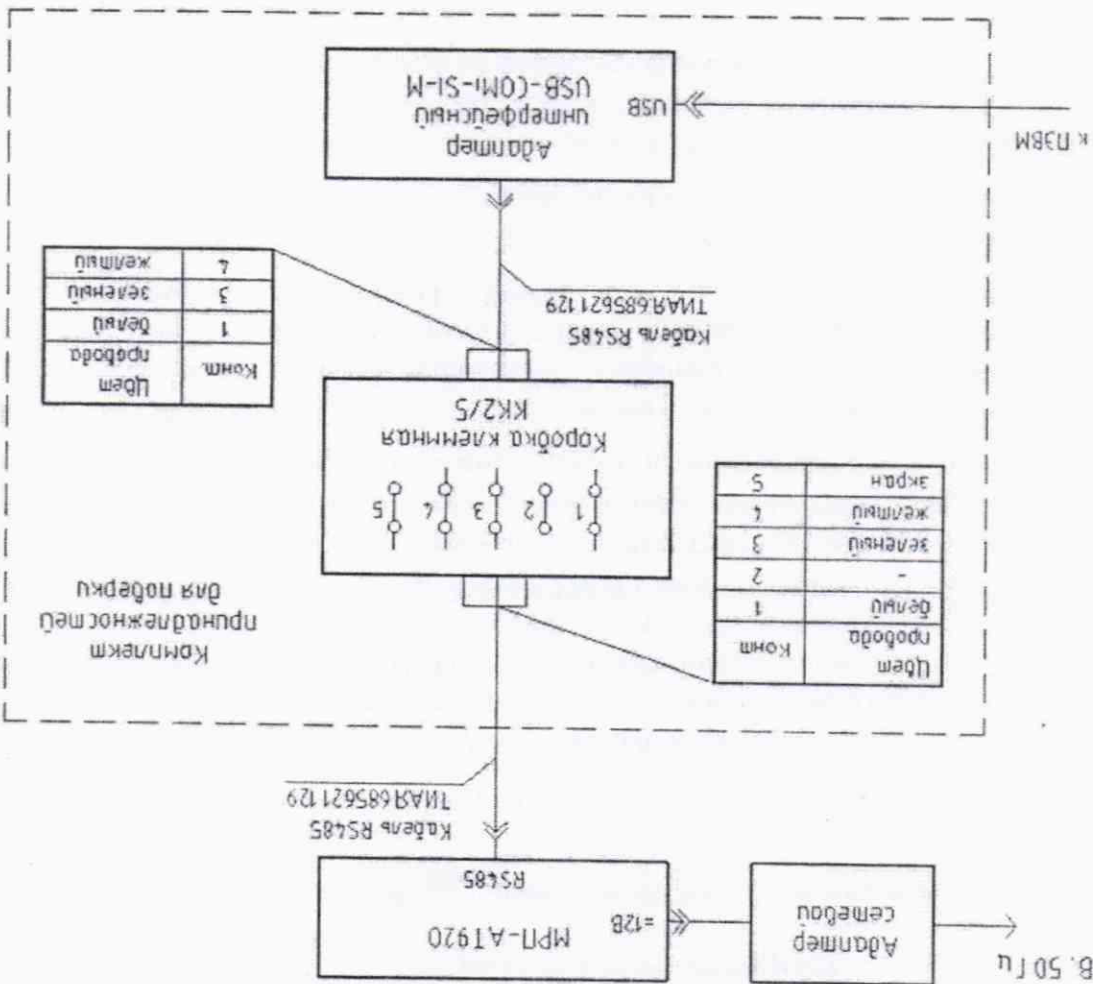 В. 50 Гц
Адаптер
сетевой
=12В
МРП-АТ920
RS485
Кабель RS485
ТИАЯ.685621.129
Комплект
принадлежностей
для поверки
Цвет
провода
Конт
белый 1
- 2
зеленый 3
желтый 4
экран 5
1 2 3 4 5
Коробка клеммная
КК2/5
Конт.
Цвет
провода
1 белый
3 зеленый
4 желтый
Кабель RS485
ТИАЯ.685621.129
Адаптер
интерфейсный
USB-COMi-Si-M
USB
к ПЭВМ